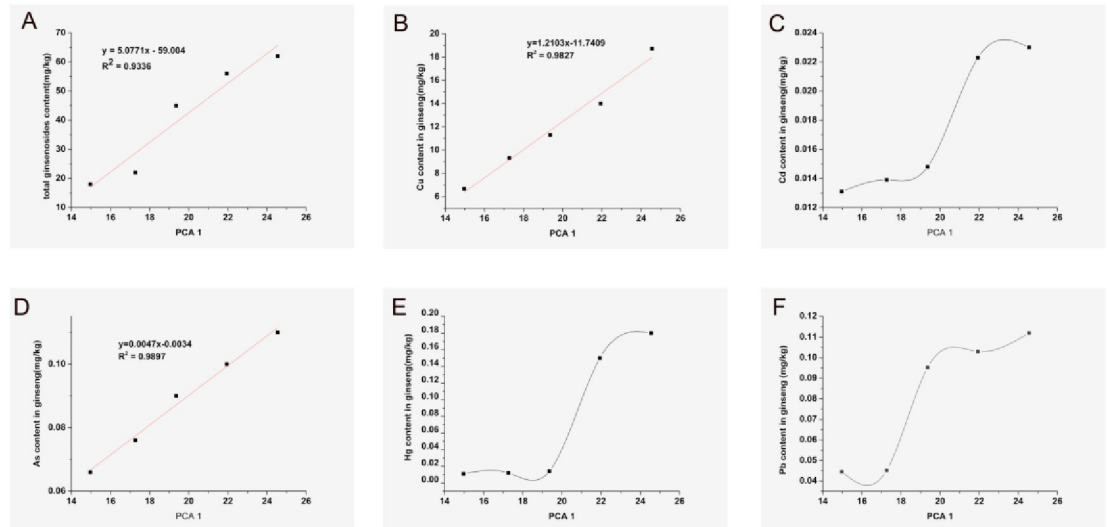 A
total ginsenosides content(mg/kg)
y = 5.0771x - 59.004
R² = 0.9336
70
60
50
40
30
20
10
14 16 18 20 22 24 26
PCA 1
B
Cu content in ginseng(mg/kg)
y=1.2103x-11.7409
R² = 0.9827
20
18
16
14
12
10
8
6
14 16 18 20 22 24 26
PCA 1
C
Cd content in ginseng(mg/kg)
0.024
0.022
0.020
0.018
0.016
0.014
0.012
14 16 18 20 22 24 26
PCA 1
D
As content in ginseng(mg/kg)
y=0.0047x-0.0034
R² = 0.9897
0.10
0.08
0.06
14 16 18 20 22 24 26
PCA 1
E
Hg content in ginseng(mg/kg)
0.20
0.18
0.16
0.14
0.12
0.10
0.08
0.06
0.04
0.02
0.00
14 16 18 20 22 24 26
PCA 1
F
Pb content in ginseng (mg/kg)
0.12
0.11
0.10
0.09
0.08
0.07
0.06
0.05
0.04
14 16 18 20 22 24 26
PCA 1